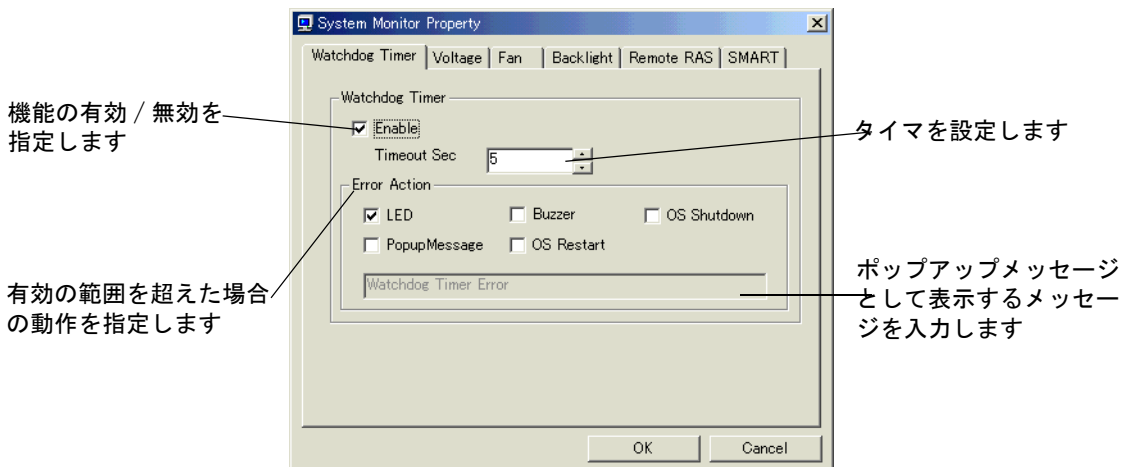 System Monitor Property
Watchdog Timer Voltage Fan Backlight Remote RAS SMART
Watchdog Timer
機能の有効 / 無効を
指定します
Enable
タイマを設定します
Timeout Sec 5
Error Action
LED Buzzer OS Shutdown
PopupMessage OS Restart
Watchdog Timer Error
有効の範囲を超えた場合
の動作を指定します
ポップアップメッセージ
として表示するメッセー
ジを入力します
OK Cancel